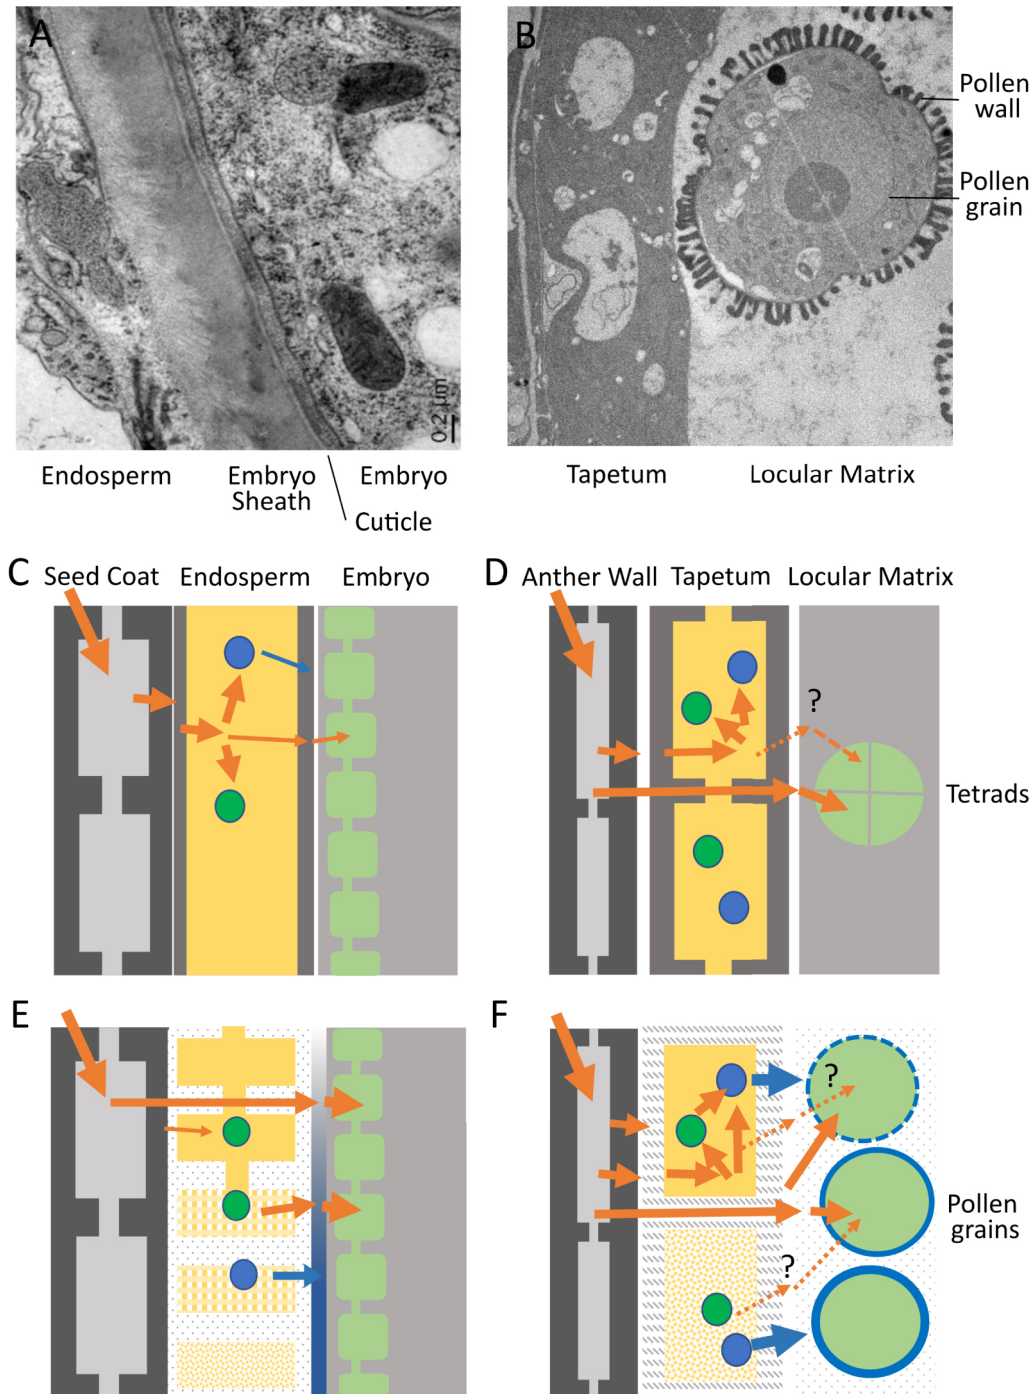 A
B
Pollen
wall
Pollen
grain
0.2 µm
Endosperm
Embryo
Sheath
Embryo
Cuticle
Tapetum
Locular Matrix
C
Seed Coat
Endosperm
Embryo
D
Anther Wall
Tapetum
Locular Matrix
?
Tetrads
E
F
?
Pollen
grains
?